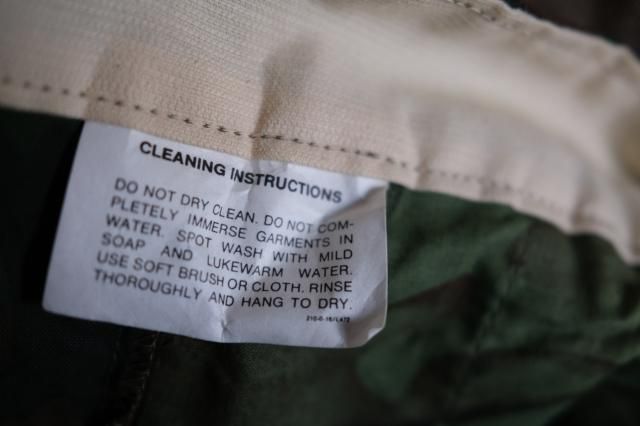 CLEANING INSTRUCTIONS
DO NOT DRY CLEAN. DO NOT COM-
PLETELY IMMERSE GARMENTS IN
WATER. SPOT WASH WITH MILD
SOAP AND LUKEWARM WATER.
USE SOFT BRUSH OR CLOTH. RINSE
THOROUGHLY AND HANG TO DRY.